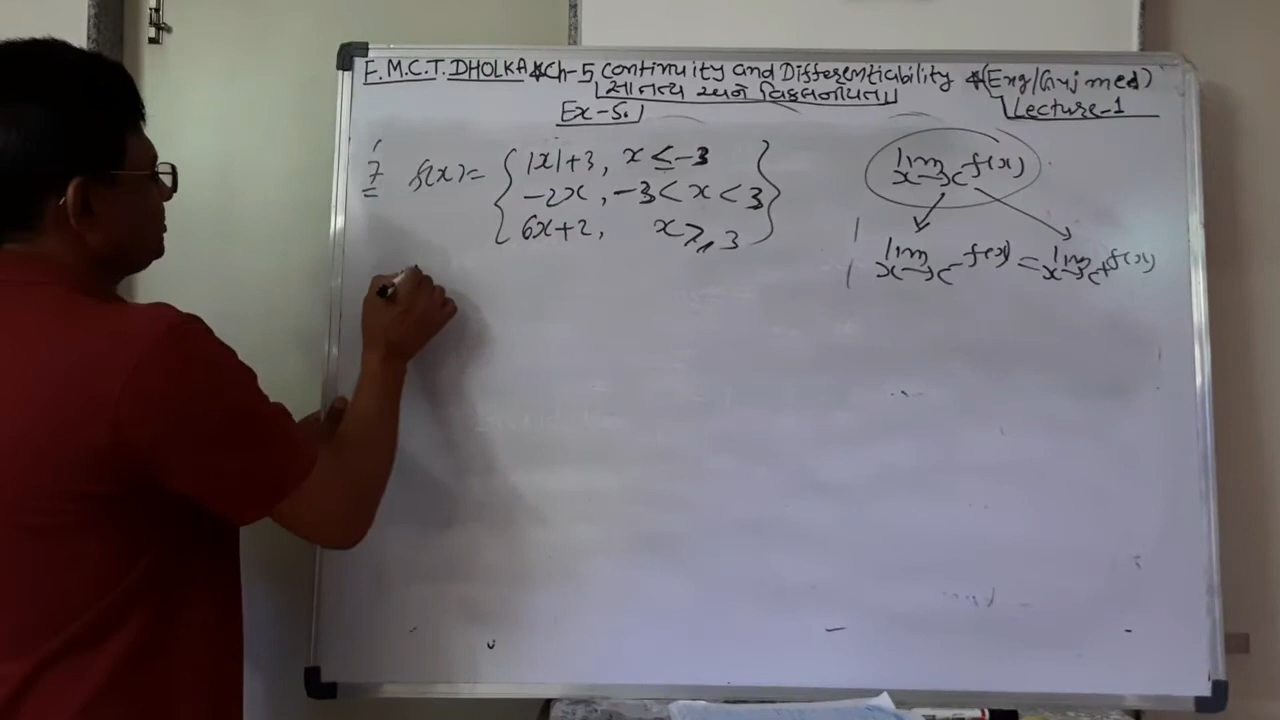 F.M.C.T. DHOLKA * Ch-5 Continuity and Differentiability * (Eng/Guj med)
સાતત્ય અને વિકલનીયતા
Lecture-1
Ex-5.1
7 f(x) = { |x|+3, x ≤ -3
-2x, -3 < x < 3
6x+2, x ≥ 3 }
lim x→c f(x)
lim x→c⁻ f(x) = lim x→c⁺ f(x)